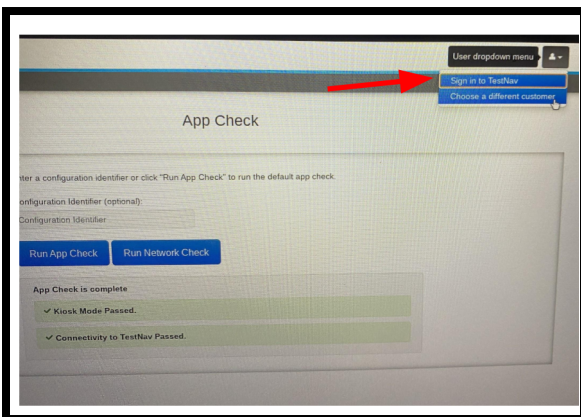 User dropdown menu
Sign in to TestNav
Choose a different customer
App Check
ter a configuration identifier or click "Run App Check" to run the default app check.
onfiguration Identifier (optional):
Configuration Identifier
Run App Check
Run Network Check
App Check is complete
✓ Kiosk Mode Passed.
✓ Connectivity to TestNav Passed.